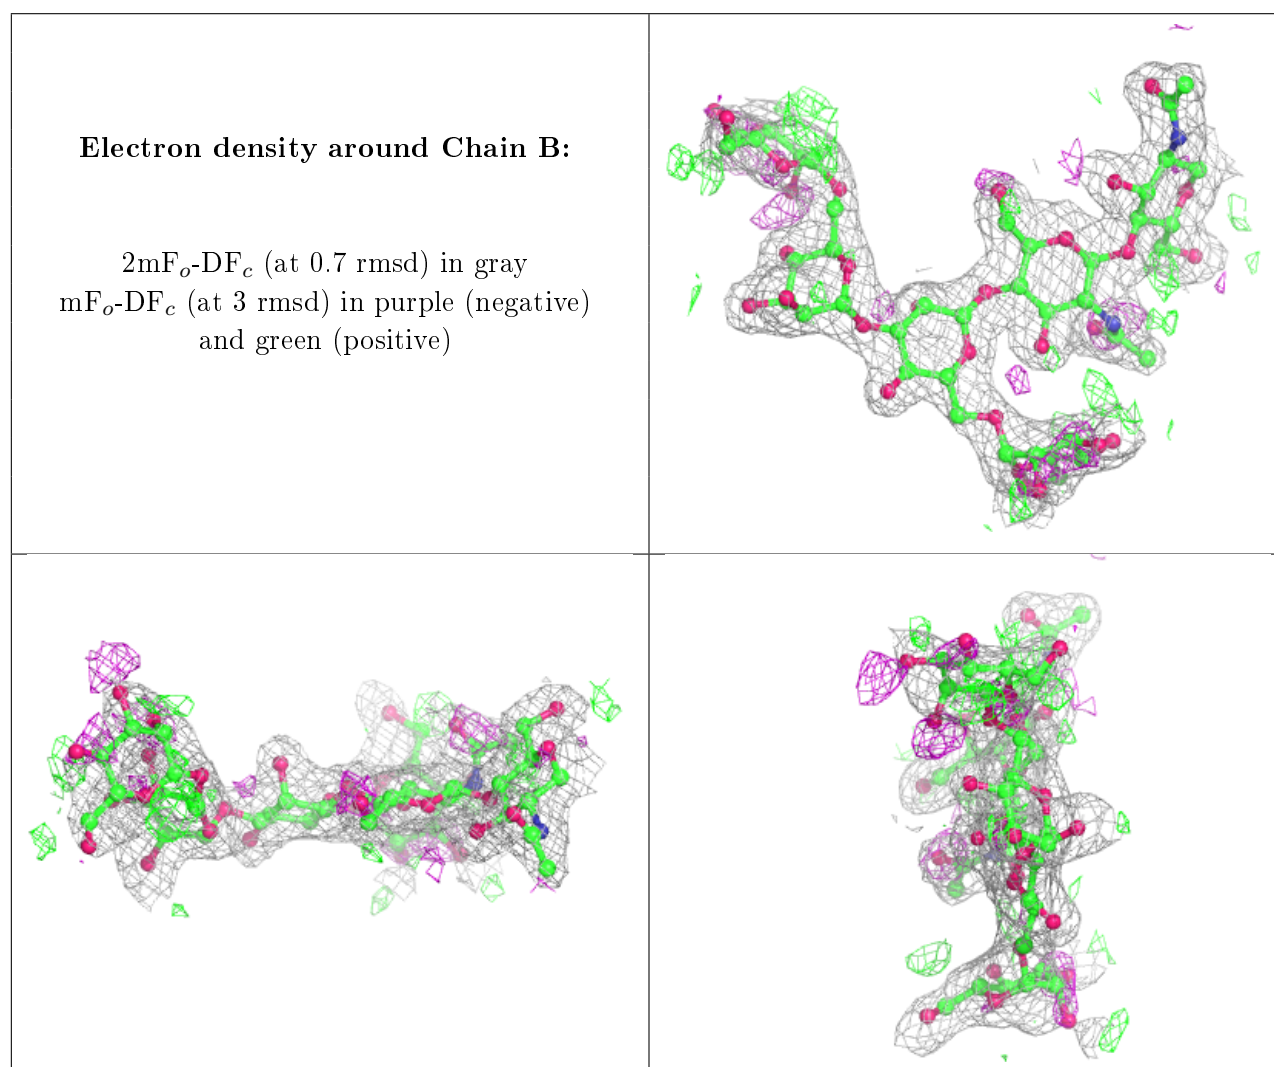 Electron density around Chain B:
2mFₒ-DF𝒸 (at 0.7 rmsd) in gray
mFₒ-DF𝒸 (at 3 rmsd) in purple (negative)
and green (positive)